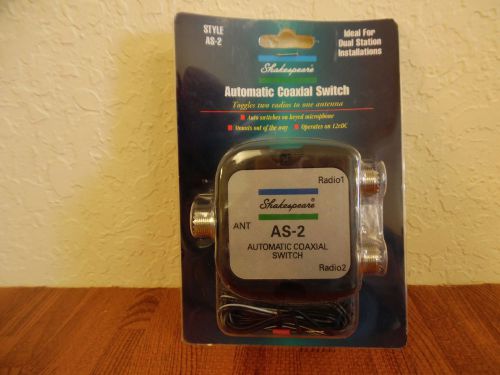 STYLE
AS-2
Ideal For
Dual Station
Installations
Shakespeare
Automatic Coaxial Switch
Toggles two radios to one antenna
Auto switches on keyed microphone
Mounts out of the way
Operates on 12vDC
Radio1
Shakespeare
ANT
AS-2
AUTOMATIC COAXIAL
SWITCH
Radio2